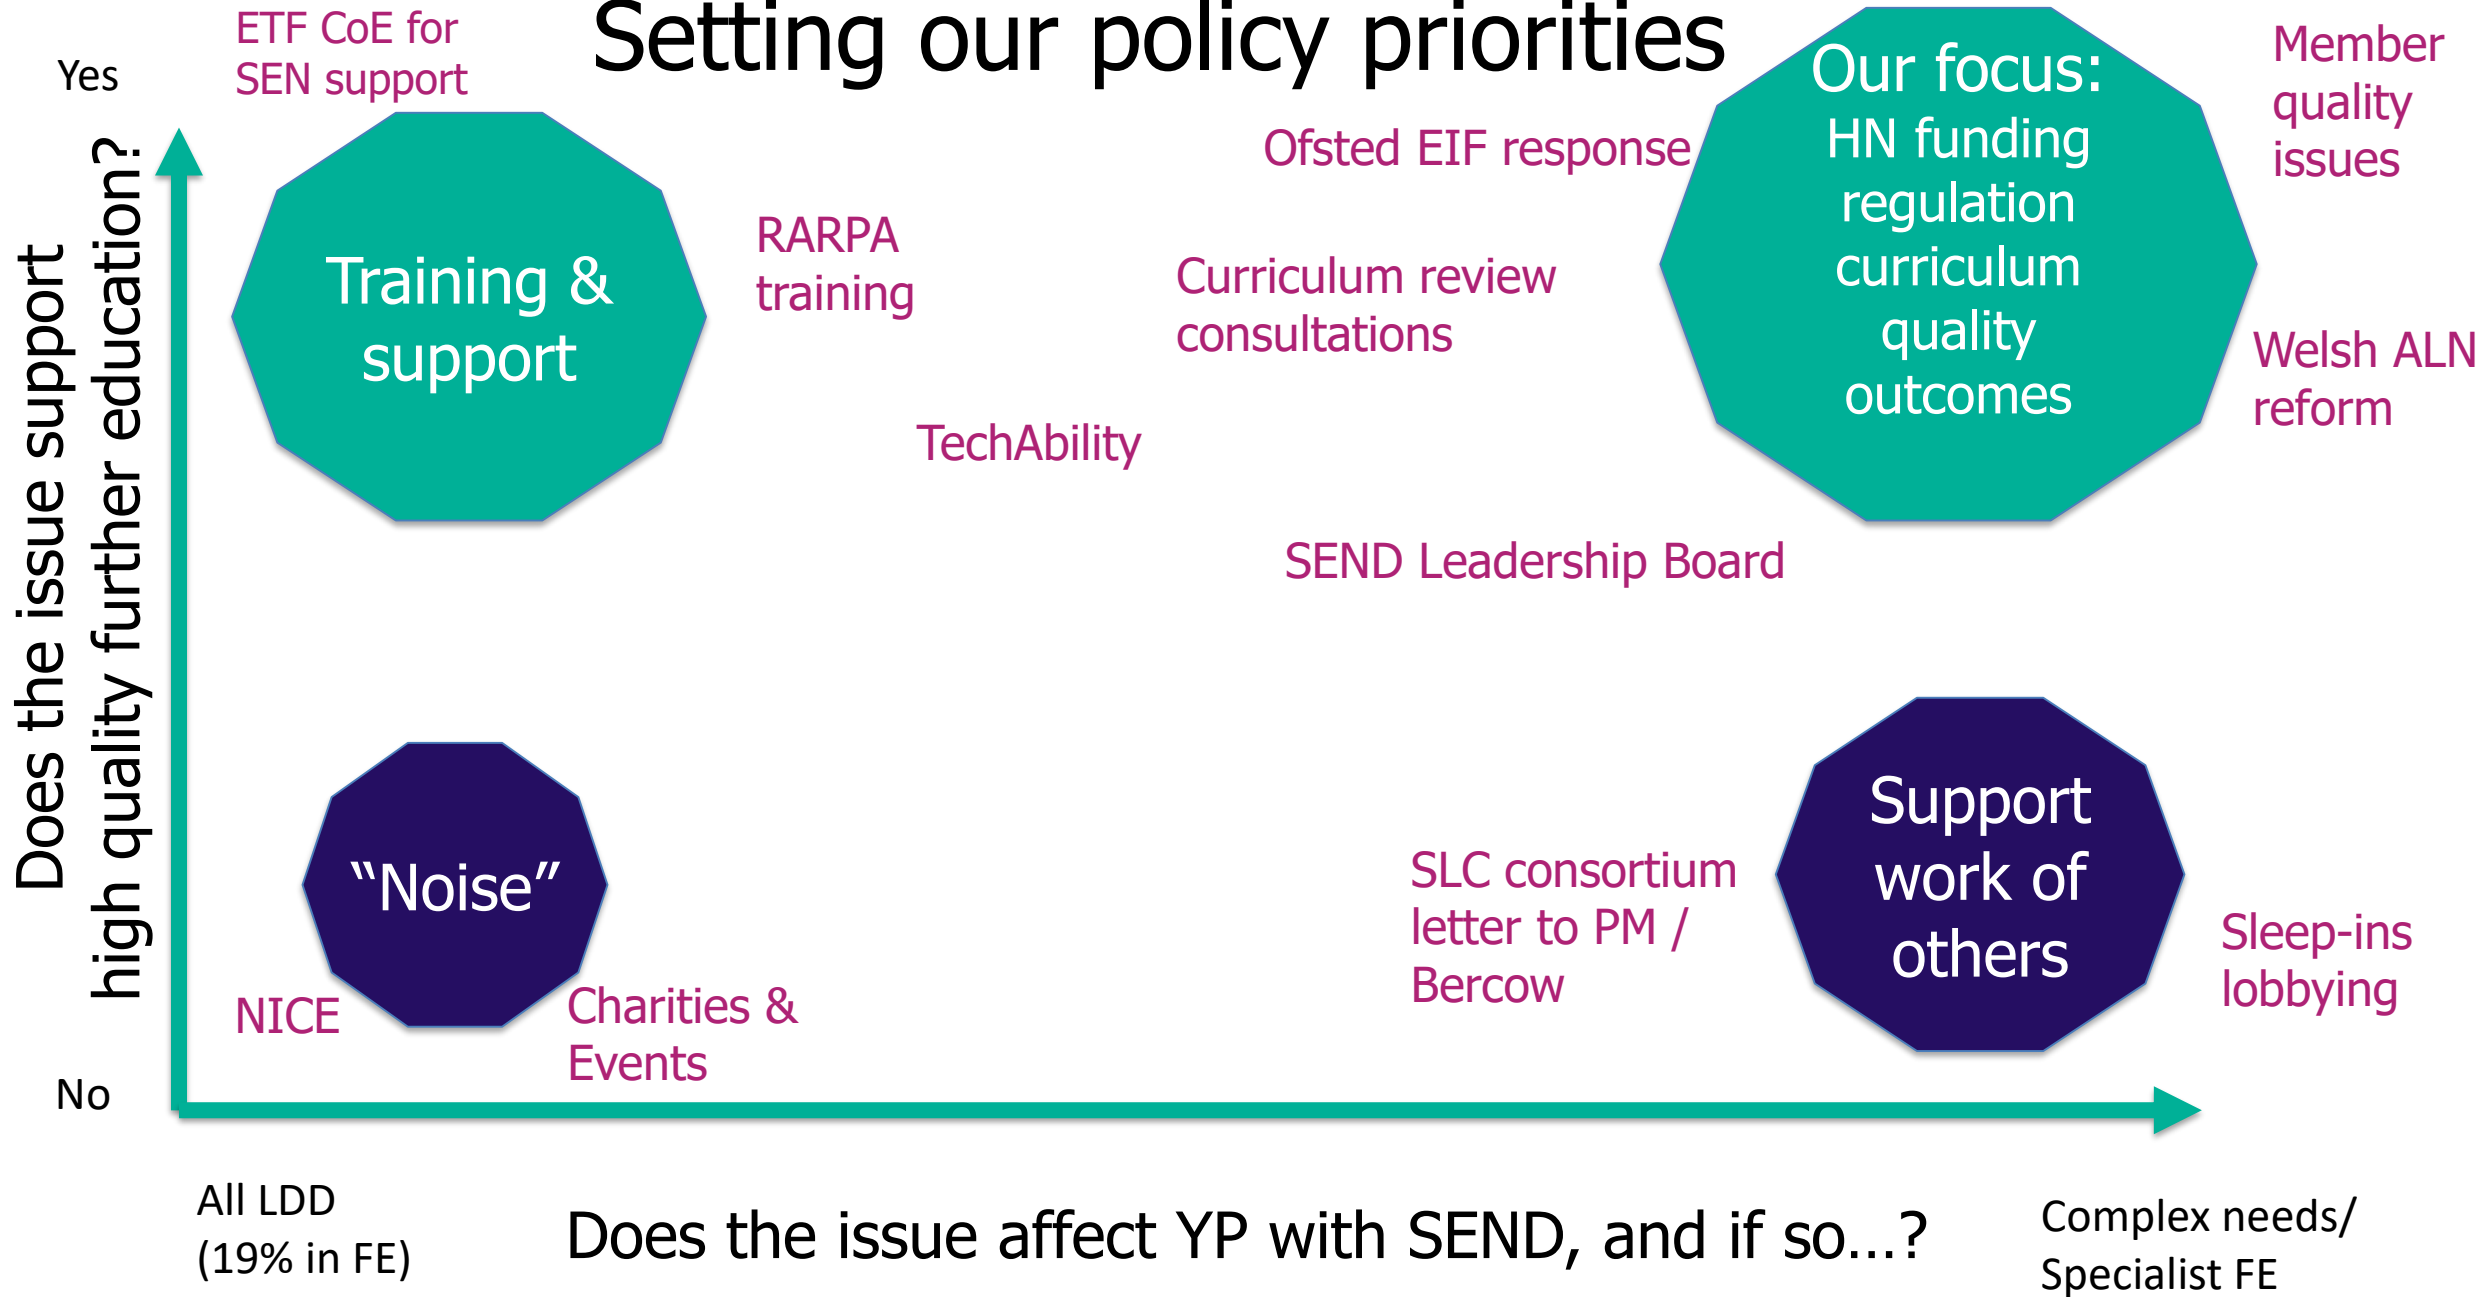 Setting our policy priorities
Yes
ETF CoE for
SEN support
Does the issue support
high quality further education?
Training &
support
RARPA
training
Ofsted EIF response
Curriculum review
consultations
TechAbility
SEND Leadership Board
Our focus:
HN funding
regulation
curriculum
quality
outcomes
Member
quality
issues
Welsh ALN
reform
“Noise”
NICE
Charities &
Events
SLC consortium
letter to PM /
Bercow
Support
work of
others
Sleep-ins
lobbying
No
All LDD
(19% in FE)
Does the issue affect YP with SEND, and if so…?
Complex needs/
Specialist FE